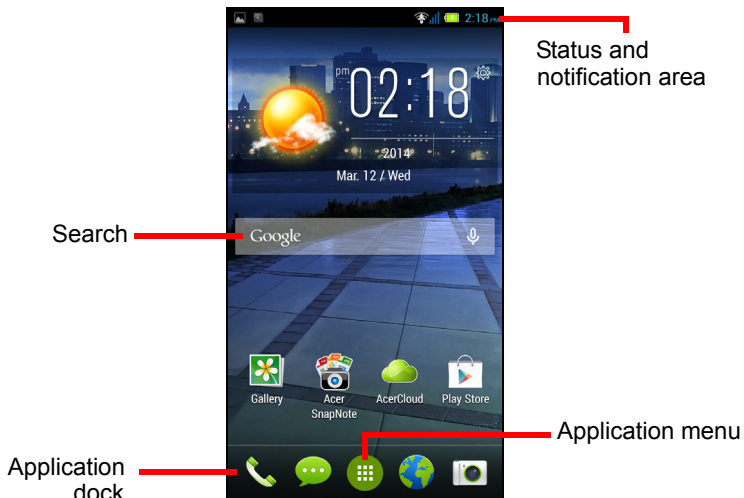 2:18 PM
Status and
notification area
pm
02:18
2014
Mar. 12 / Wed
Search
Google
Gallery
Acer
SnapNote
AcerCloud
Play Store
Application menu
Application
dock